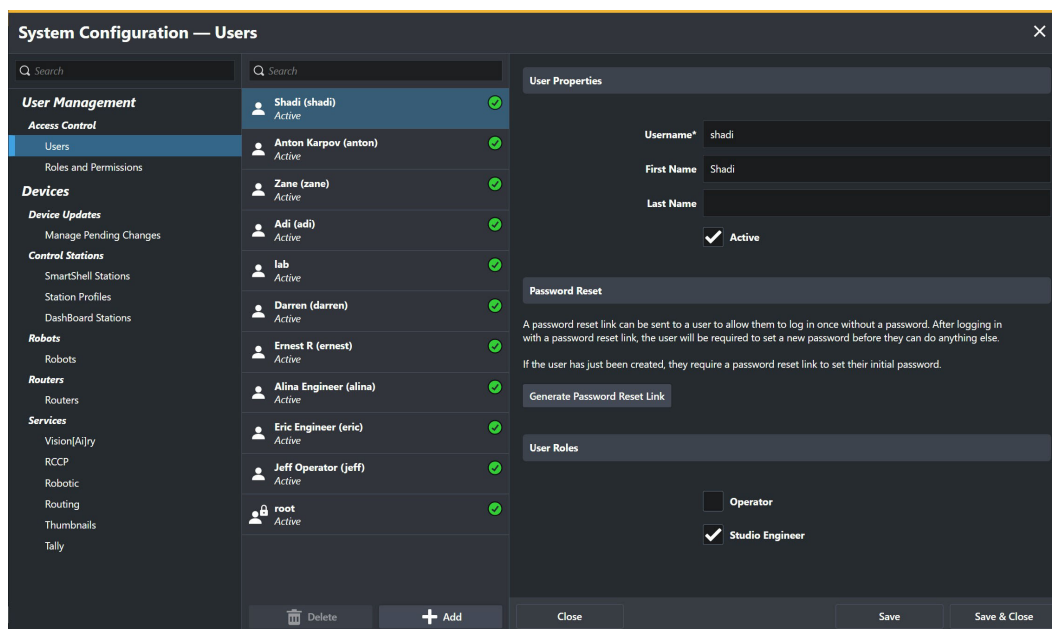 System Configuration — Users
Search
User Management
Access Control
Users
Roles and Permissions
Devices
Device Updates
Manage Pending Changes
Control Stations
SmartShell Stations
Station Profiles
DashBoard Stations
Robots
Robots
Routers
Routers
Services
Vision[Ai]ry
RCCP
Robotic
Routing
Thumbnails
Tally
Search
Shadi (shadi)
Active
Anton Karpov (anton)
Active
Zane (zane)
Active
Adi (adi)
Active
lab
Active
Darren (darren)
Active
Ernest R (ernest)
Active
Alina Engineer (alina)
Active
Eric Engineer (eric)
Active
Jeff Operator (jeff)
Active
root
Active
Delete
Add
User Properties
Username* shadi
First Name Shadi
Last Name
Active
Password Reset
A password reset link can be sent to a user to allow them to log in once without a password. After logging in
with a password reset link, the user will be required to set a new password before they can do anything else.
If the user has just been created, they require a password reset link to set their initial password.
Generate Password Reset Link
User Roles
Operator
Studio Engineer
Close
Save
Save & Close